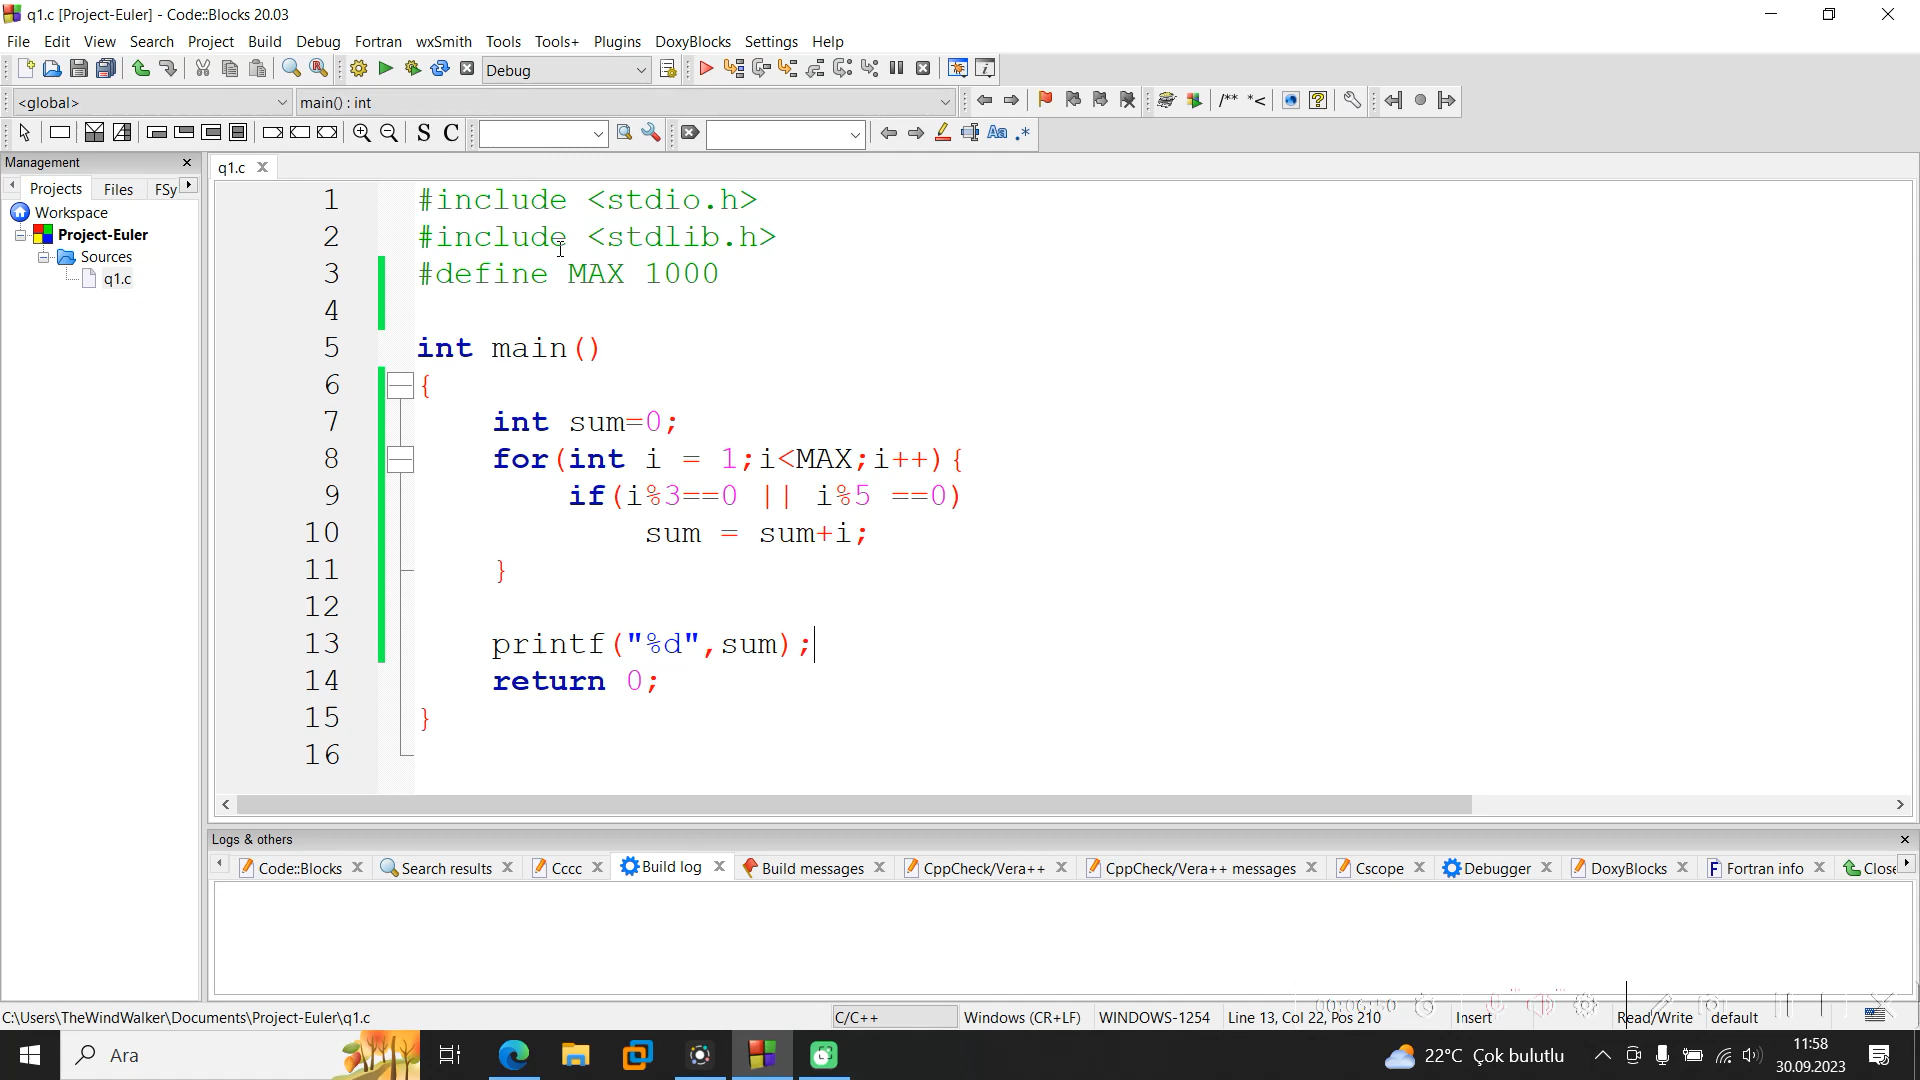 q1.c [Project-Euler] - Code::Blocks 20.03
File Edit View Search Project Build Debug Fortran wxSmith Tools Tools+ Plugins DoxyBlocks Settings Help
Debug
<global> main() : int /** *<
S C Aa .*
Management
Projects Files FSy
Workspace
Project-Euler
Sources
q1.c
q1.c
1 #include <stdio.h>
2 #include <stdlib.h>
3 #define MAX 1000
4
5 int main()
6 {
7 int sum=0;
8 for(int i = 1;i<MAX;i++){
9 if(i%3==0 || i%5 ==0)
10 sum = sum+i;
11 }
12
13 printf("%d",sum);
14 return 0;
15 }
16
Logs & others
Code::Blocks Search results Cccc Build log Build messages CppCheck/Vera++ CppCheck/Vera++ messages Cscope Debugger DoxyBlocks Fortran info Close
00:06:50
C:\Users\TheWindWalker\Documents\Project-Euler\q1.c C/C++ Windows (CR+LF) WINDOWS-1254 Line 13, Col 22, Pos 210 Insert Read/Write default
Ara 22°C Çok bulutlu 11:58
30.09.2023